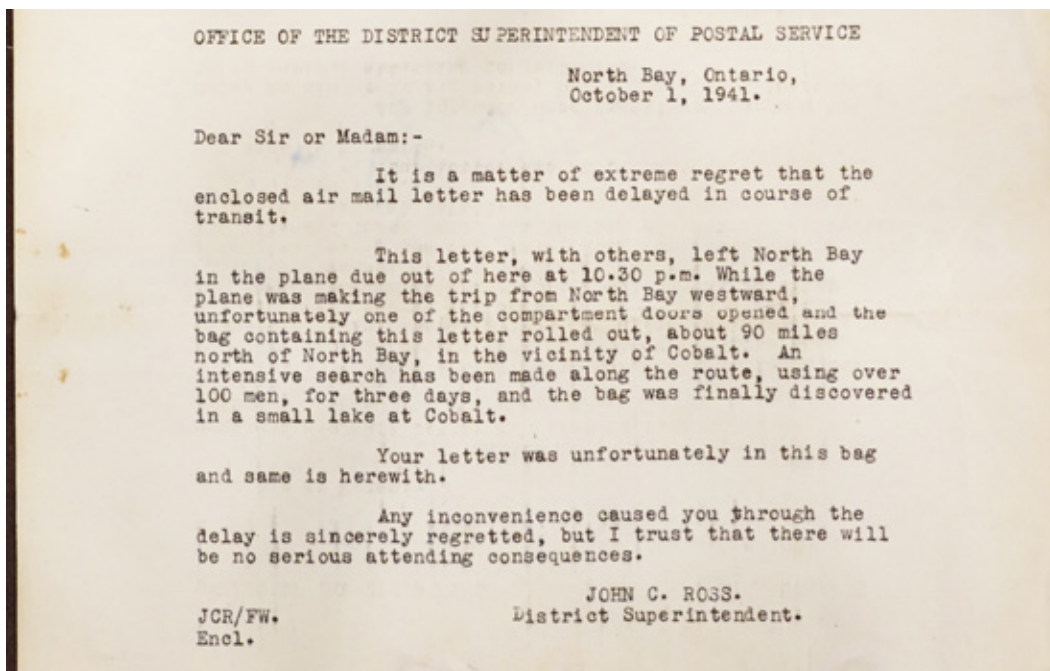 OFFICE OF THE DISTRICT SUPERINTENDENT OF POSTAL SERVICE
North Bay, Ontario,
October 1, 1941.
Dear Sir or Madam:-
It is a matter of extreme regret that the
enclosed air mail letter has been delayed in course of
transit.
This letter, with others, left North Bay
in the plane due out of here at 10.30 p.m. While the
plane was making the trip from North Bay westward,
unfortunately one of the compartment doors opened and the
bag containing this letter rolled out, about 90 miles
north of North Bay, in the vicinity of Cobalt. An
intensive search has been made along the route, using over
100 men, for three days, and the bag was finally discovered
in a small lake at Cobalt.
Your letter was unfortunately in this bag
and same is herewith.
Any inconvenience caused you through the
delay is sincerely regretted, but I trust that there will
be no serious attending consequences.
JOHN C. ROSS.
JCR/FW. District Superintendent.
Encl.